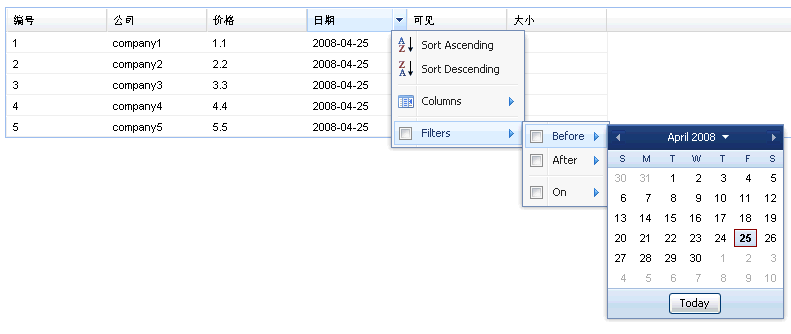 编号 公司 价格 日期 可见 大小
1 company1 1.1 2008-04-25
2 company2 2.2 2008-04-25
3 company3 3.3 2008-04-25
4 company4 4.4 2008-04-25
5 company5 5.5 2008-04-25
Sort Ascending
Sort Descending
Columns
Filters
Before
After
On
April 2008
S M T W T F S
30 31 1 2 3 4 5
6 7 8 9 10 11 12
13 14 15 16 17 18 19
20 21 22 23 24 25 26
27 28 29 30 1 2 3
4 5 6 7 8 9 10
Today